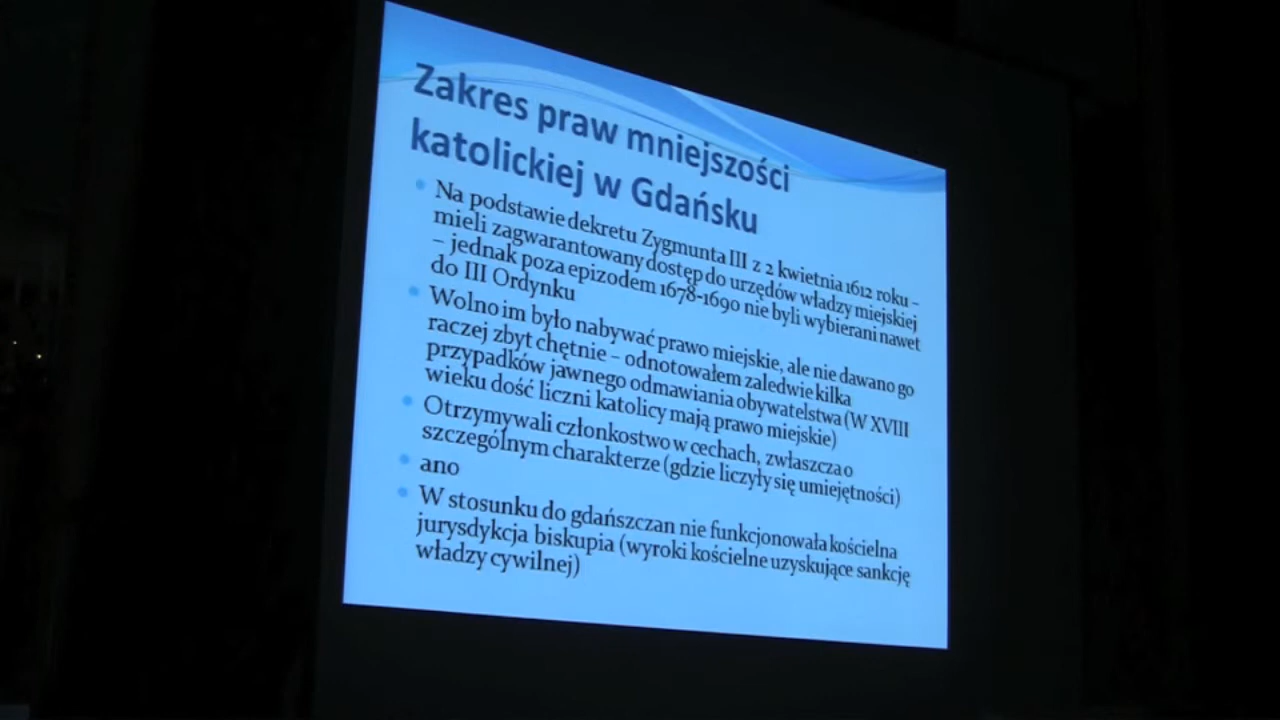 Zakres praw mniejszości
katolickiej w Gdańsku
Na podstawie dekretu Zygmunta III z 2 kwietnia 1612 roku –
mieli zagwarantowany dostęp do urzędów władzy miejskiej
– jednak poza epizodem 1678-1690 nie byli wybierani nawet
do III Ordynku
Wolno im było nabywać prawo miejskie, ale nie dawano go
raczej zbyt chętnie – odnotowałem zaledwie kilka
przypadków jawnego odmawiania obywatelstwa (W XVIII
wieku dość liczni katolicy mają prawo miejskie)
Otrzymywali członkostwo w cechach, zwłaszcza o
szczególnym charakterze (gdzie liczyły się umiejętności)
ano
W stosunku do gdańszczan nie funkcjonowała kościelna
jurysdykcja biskupia (wyroki kościelne uzyskujące sankcję
władzy cywilnej)